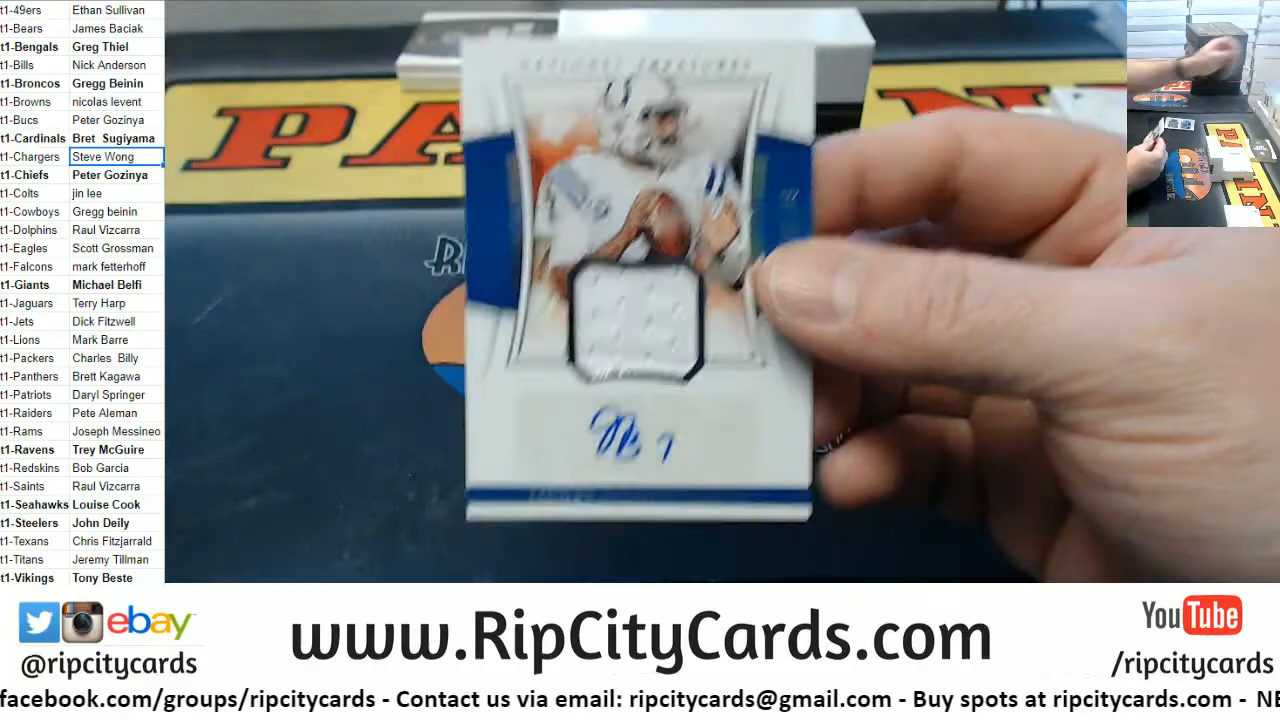 t1-49ers Ethan Sullivan
t1-Bears James Baciak
t1-Bengals Greg Thiel
t1-Bills Nick Anderson
t1-Broncos Gregg Beinin
t1-Browns nicolas levent
t1-Bucs Peter Gozinya
t1-Cardinals Bret Sugiyama
t1-Chargers Steve Wong
t1-Chiefs Peter Gozinya
t1-Colts jin lee
t1-Cowboys Gregg beinin
t1-Dolphins Raul Vizcarra
t1-Eagles Scott Grossman
t1-Falcons mark fetterhoff
t1-Giants Michael Belfi
t1-Jaguars Terry Harp
t1-Jets Dick Fitzwell
t1-Lions Mark Barre
t1-Packers Charles Billy
t1-Panthers Brett Kagawa
t1-Patriots Daryl Springer
t1-Raiders Pete Aleman
t1-Rams Joseph Messineo
t1-Ravens Trey McGuire
t1-Redskins Bob Garcia
t1-Saints Raul Vizcarra
t1-Seahawks Louise Cook
t1-Steelers John Deily
t1-Texans Chris Fitzjarrald
t1-Titans Jeremy Tillman
t1-Vikings Tony Beste
PA NI
JB 7
ebay
@ripcitycards
www.RipCityCards.com
YouTube
/ripcitycards
facebook.com/groups/ripcitycards - Contact us via email: ripcitycards@gmail.com - Buy spots at ripcitycards.com - NE